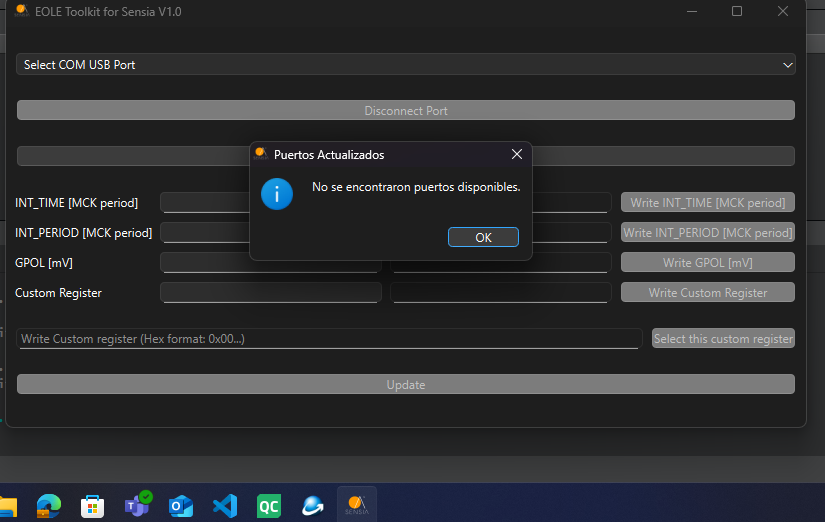 EOLE Toolkit for Sensia V1.0
Select COM USB Port
Disconnect Port
Puertos Actualizados
No se encontraron puertos disponibles.
OK
INT_TIME [MCK period]
Write INT_TIME [MCK period]
INT_PERIOD [MCK period]
Write INT_PERIOD [MCK period]
GPOL [mV]
Write GPOL [mV]
Custom Register
Write Custom Register
Write Custom register (Hex format: 0x00...)
Select this custom register
Update
QC
SENSIA